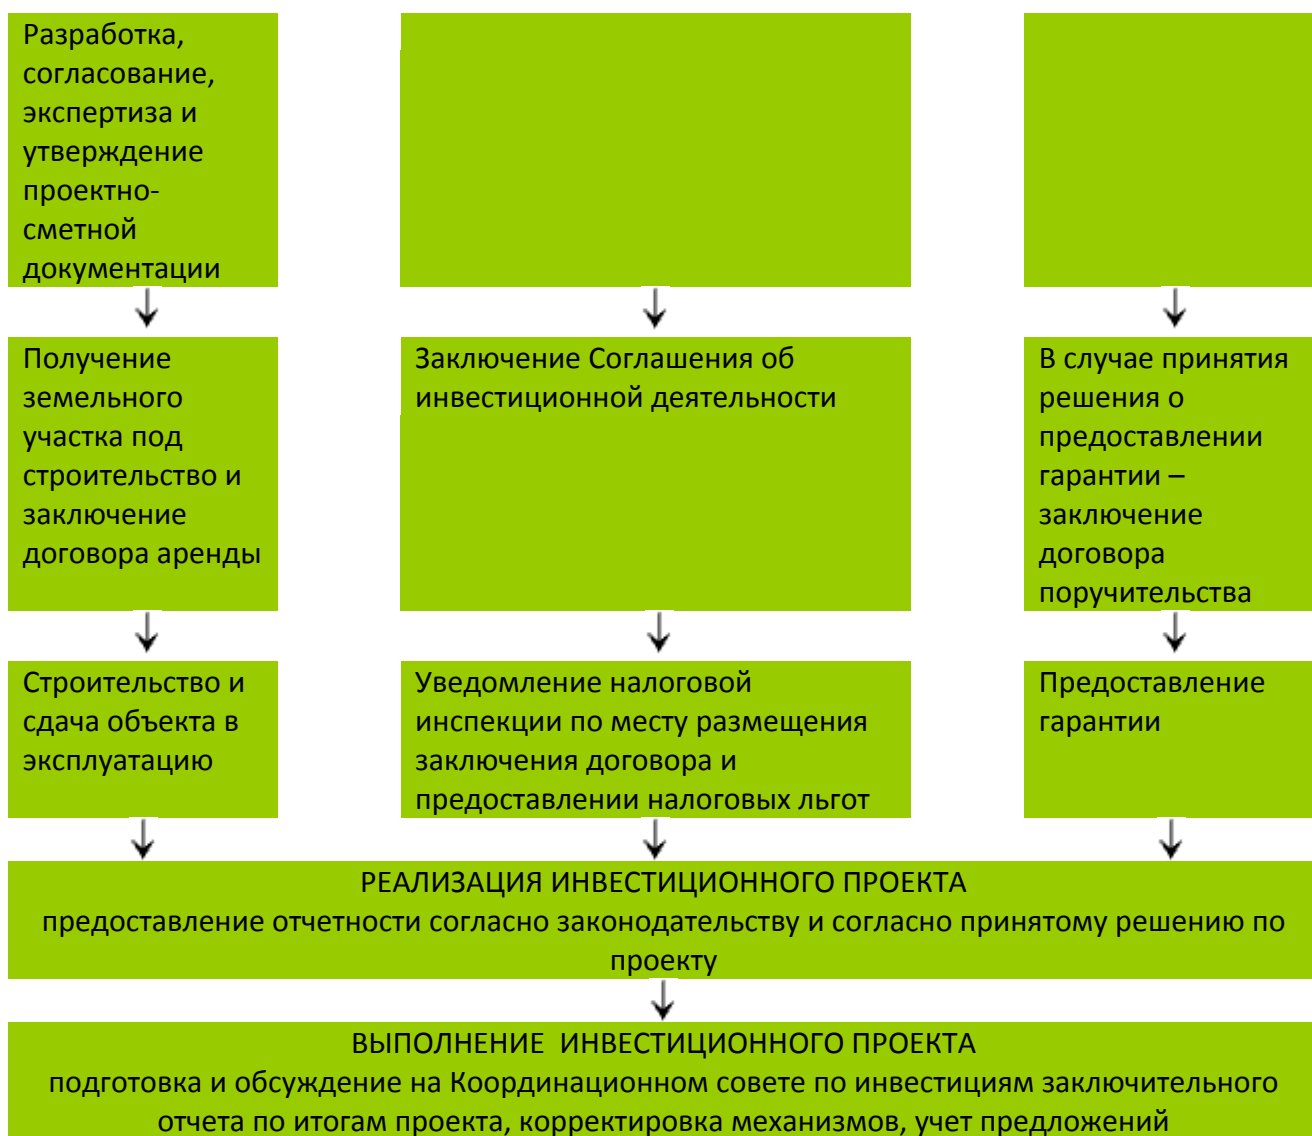 Разработка,
согласование,
экспертиза и
утверждение
проектно-
сметной
документации
Получение
земельного
участка под
строительство и
заключение
договора аренды
Заключение Соглашения об
инвестиционной деятельности
В случае принятия
решения о
предоставлении
гарантии –
заключение
договора
поручительства
Строительство и
сдача объекта в
эксплуатацию
Уведомление налоговой
инспекции по месту размещения
заключения договора и
предоставлении налоговых льгот
Предоставление
гарантии
РЕАЛИЗАЦИЯ ИНВЕСТИЦИОННОГО ПРОЕКТА
предоставление отчетности согласно законодательству и согласно принятому решению по
проекту
ВЫПОЛНЕНИЕ  ИНВЕСТИЦИОННОГО ПРОЕКТА
подготовка и обсуждение на Координационном совете по инвестициям заключительного
отчета по итогам проекта, корректировка механизмов, учет предложений